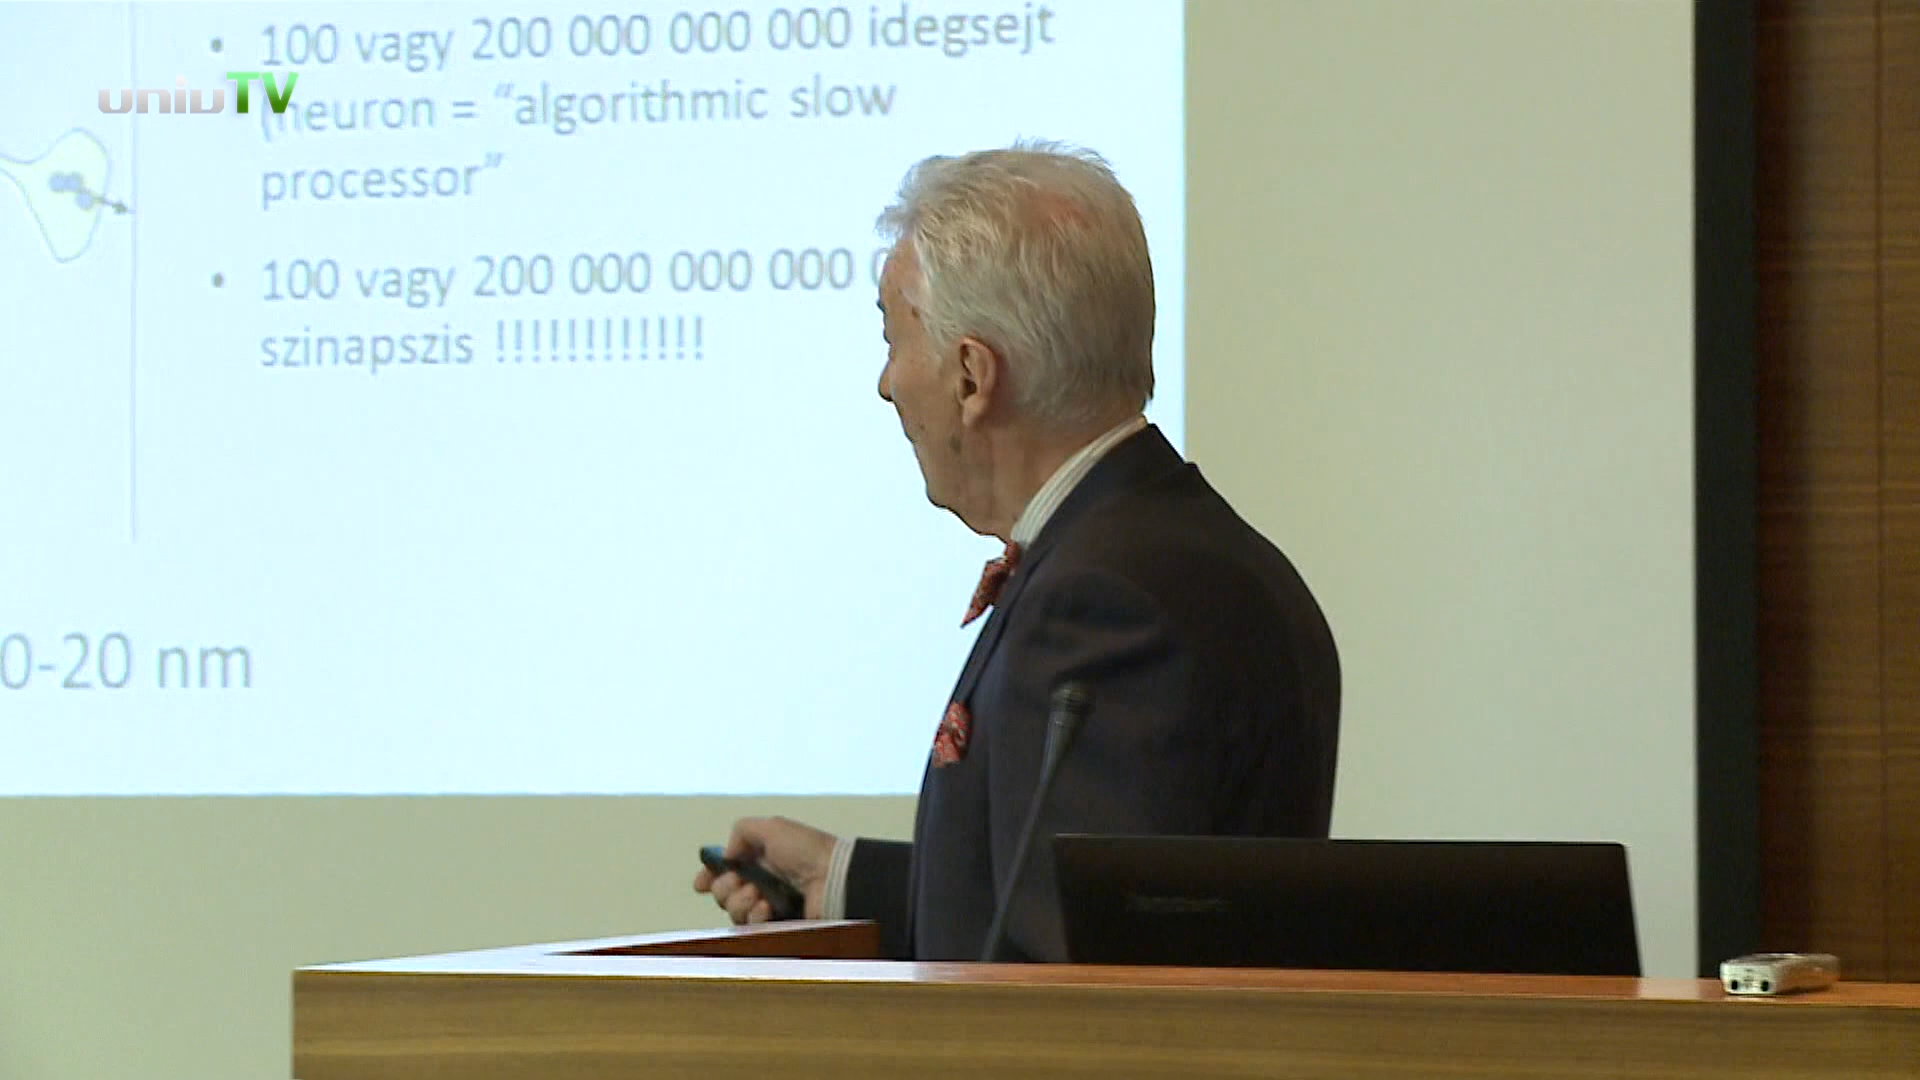 univTV
• 100 vagy 200 000 000 000 idegsejt
(neuron = “algorithmic slow
processor”
• 100 vagy 200 000 000 000
szinapszis !!!!!!!!!!!!
0-20 nm